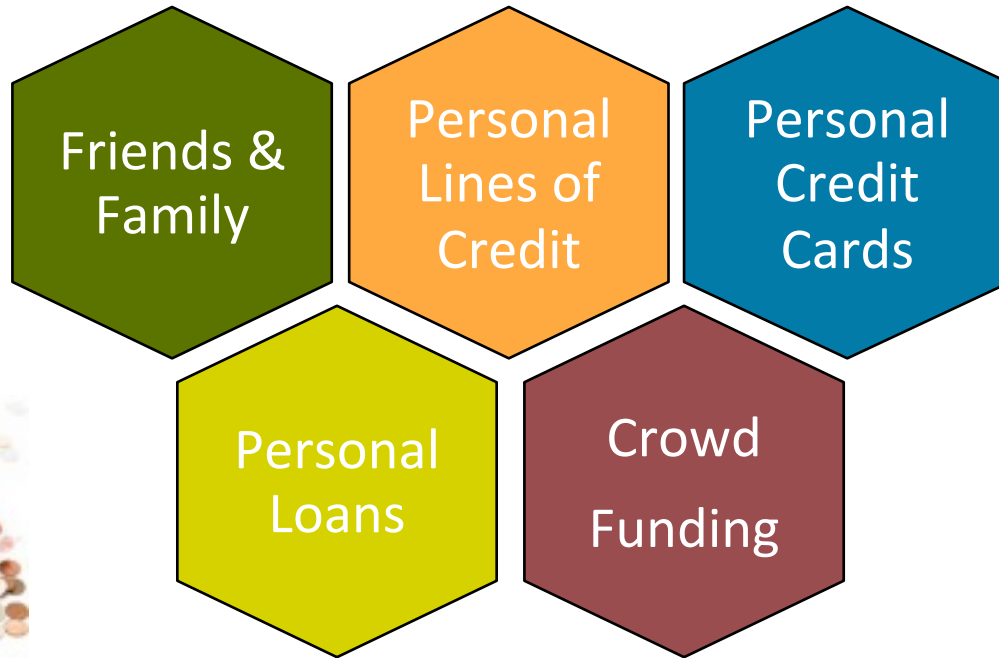 Friends &
Family
Personal
Lines of
Credit
Personal
Credit
Cards
Personal
Loans
Crowd
Funding